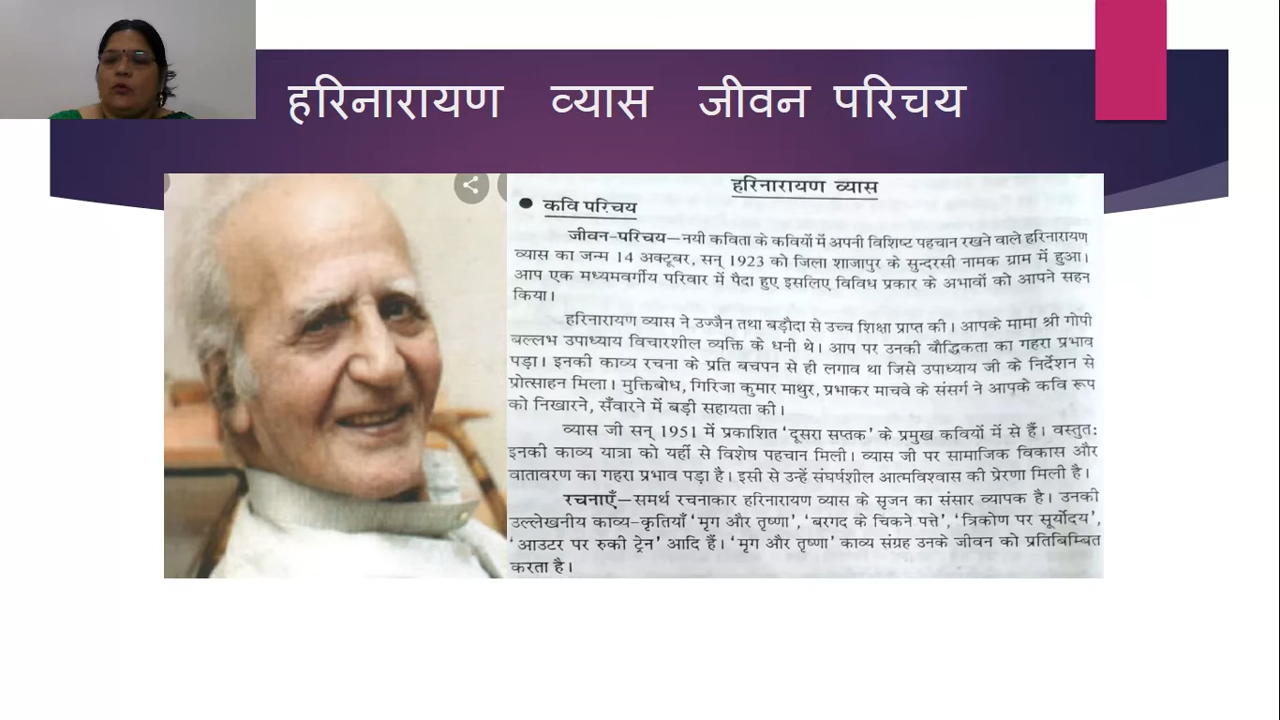 हरिनारायण व्यास जीवन परिचय
हरिनारायण व्यास
● कवि परिचय
जीवन-परिचय—नयी कविता के कवियों में अपनी विशिष्ट पहचान रखने वाले हरिनारायण
व्यास का जन्म 14 अक्टूबर, सन् 1923 को जिला शाजापुर के सुन्दरसी नामक ग्राम में हुआ।
आप एक मध्यमवर्गीय परिवार में पैदा हुए इसलिए विविध प्रकार के अभावों को आपने सहन
किया।
हरिनारायण व्यास ने उज्जैन तथा बड़ौदा से उच्च शिक्षा प्राप्त की। आपके मामा श्री गोपी
बल्लभ उपाध्याय विचारशील व्यक्ति के धनी थे। आप पर उनकी बौद्धिकता का गहरा प्रभाव
पड़ा। इनकी काव्य रचना के प्रति बचपन से ही लगाव था जिसे उपाध्याय जी के निर्देशन से
प्रोत्साहन मिला। मुक्तिबोध, गिरिजा कुमार माथुर, प्रभाकर माचवे के संसर्ग ने आपके कवि रूप
को निखारने, सँवारने में बड़ी सहायता की।
व्यास जी सन् 1951 में प्रकाशित ‘दूसरा सप्तक’ के प्रमुख कवियों में से हैं। वस्तुत:
इनकी काव्य यात्रा को यहीं से विशेष पहचान मिली। व्यास जी पर सामाजिक विकास और
वातावरण का गहरा प्रभाव पड़ा है। इसी से उन्हें संघर्षशील आत्मविश्वास की प्रेरणा मिली है।
रचनाएँ—समर्थ रचनाकार हरिनारायण व्यास के सृजन का संसार व्यापक है। उनकी
उल्लेखनीय काव्य-कृतियाँ ‘मृग और तृष्णा’, ‘बरगद के चिकने पत्ते’, ‘त्रिकोण पर सूर्योदय’,
‘आउटर पर रुकी ट्रेन’ आदि हैं। ‘मृग और तृष्णा’ काव्य संग्रह उनके जीवन को प्रतिबिम्बित
करता है।